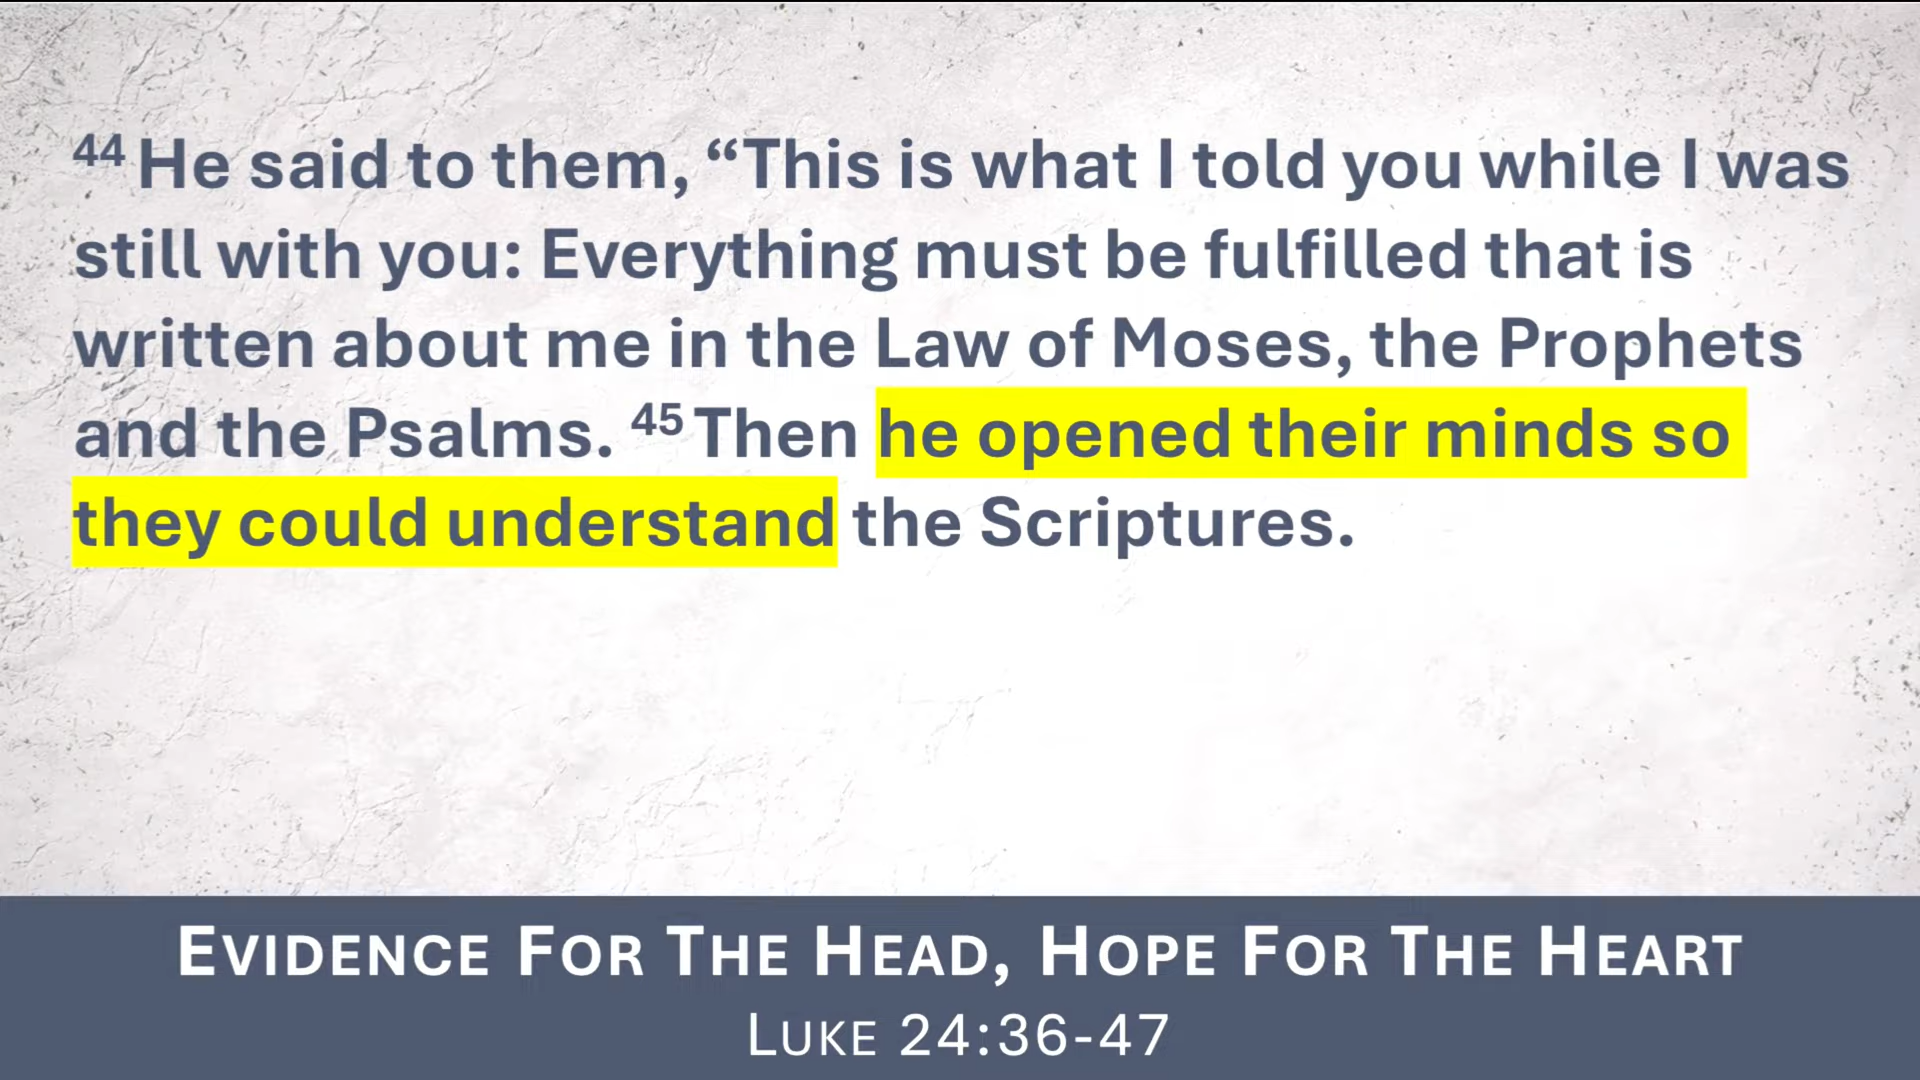 44 He said to them, “This is what I told you while I was
still with you: Everything must be fulfilled that is
written about me in the Law of Moses, the Prophets
and the Psalms. 45 Then he opened their minds so
they could understand the Scriptures.
EVIDENCE FOR THE HEAD, HOPE FOR THE HEART
LUKE 24:36-47